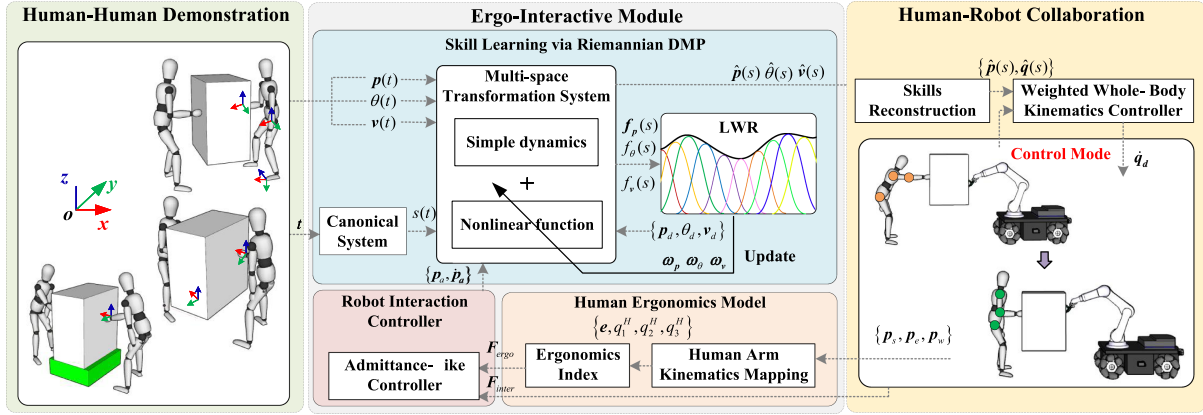 Human-Human Demonstration
z
y
o
x
Ergo-Interactive Module
Skill Learning via Riemannian DMP
p(t)
θ(t)
v(t)
Multi-space
Transformation System
Simple dynamics
+
Nonlinear function
p̂(s) θ̂(s) v̂(s)
f_p(s)
f_θ(s)
f_v(s)
LWR
t
Canonical
System
s(t)
{p_d, θ_d, v_d}
ω_p ω_θ ω_v
Update
{p_a, ṗ_a}
Robot Interaction
Controller
Admittance- ike
Controller
F_ergo
F_inter
Human Ergonomics Model
{e, q_1^H, q_2^H, q_3^H}
Ergonomics
Index
Human Arm
Kinematics Mapping
Human-Robot Collaboration
{p̂(s), q̂(s)}
Skills
Reconstruction
Weighted Whole- Body
Kinematics Controller
Control Mode
q̇_d
{p_s, p_e, p_w}